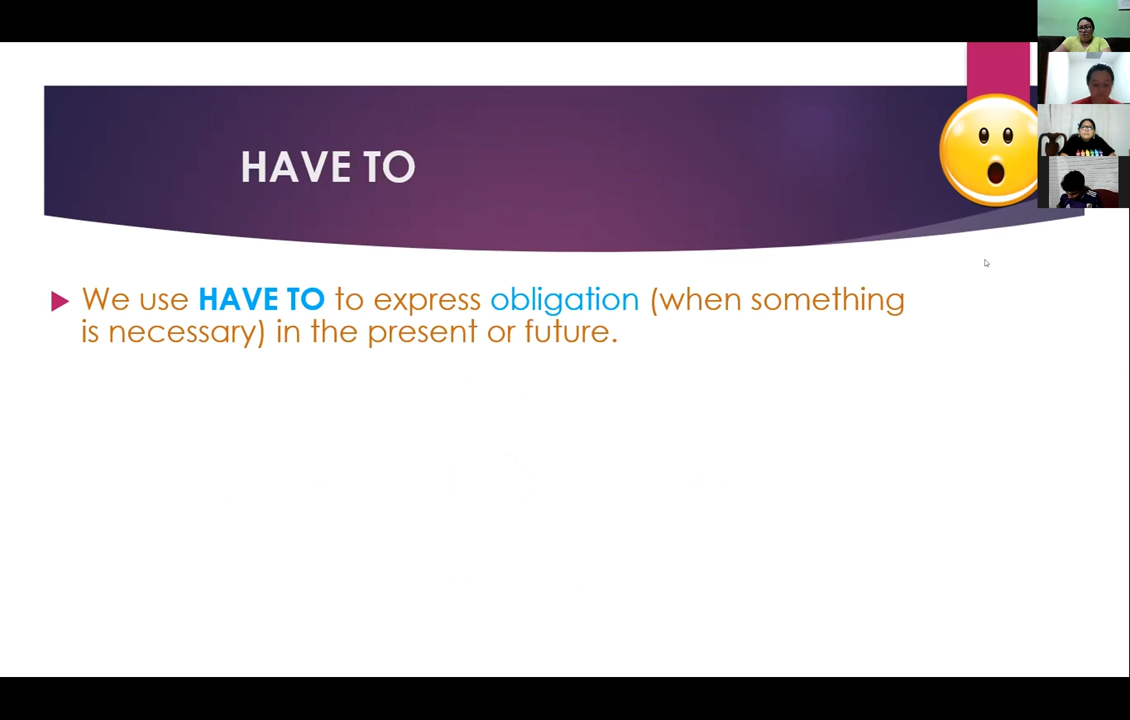 HAVE TO
We use HAVE TO to express obligation (when something
is necessary) in the present or future.